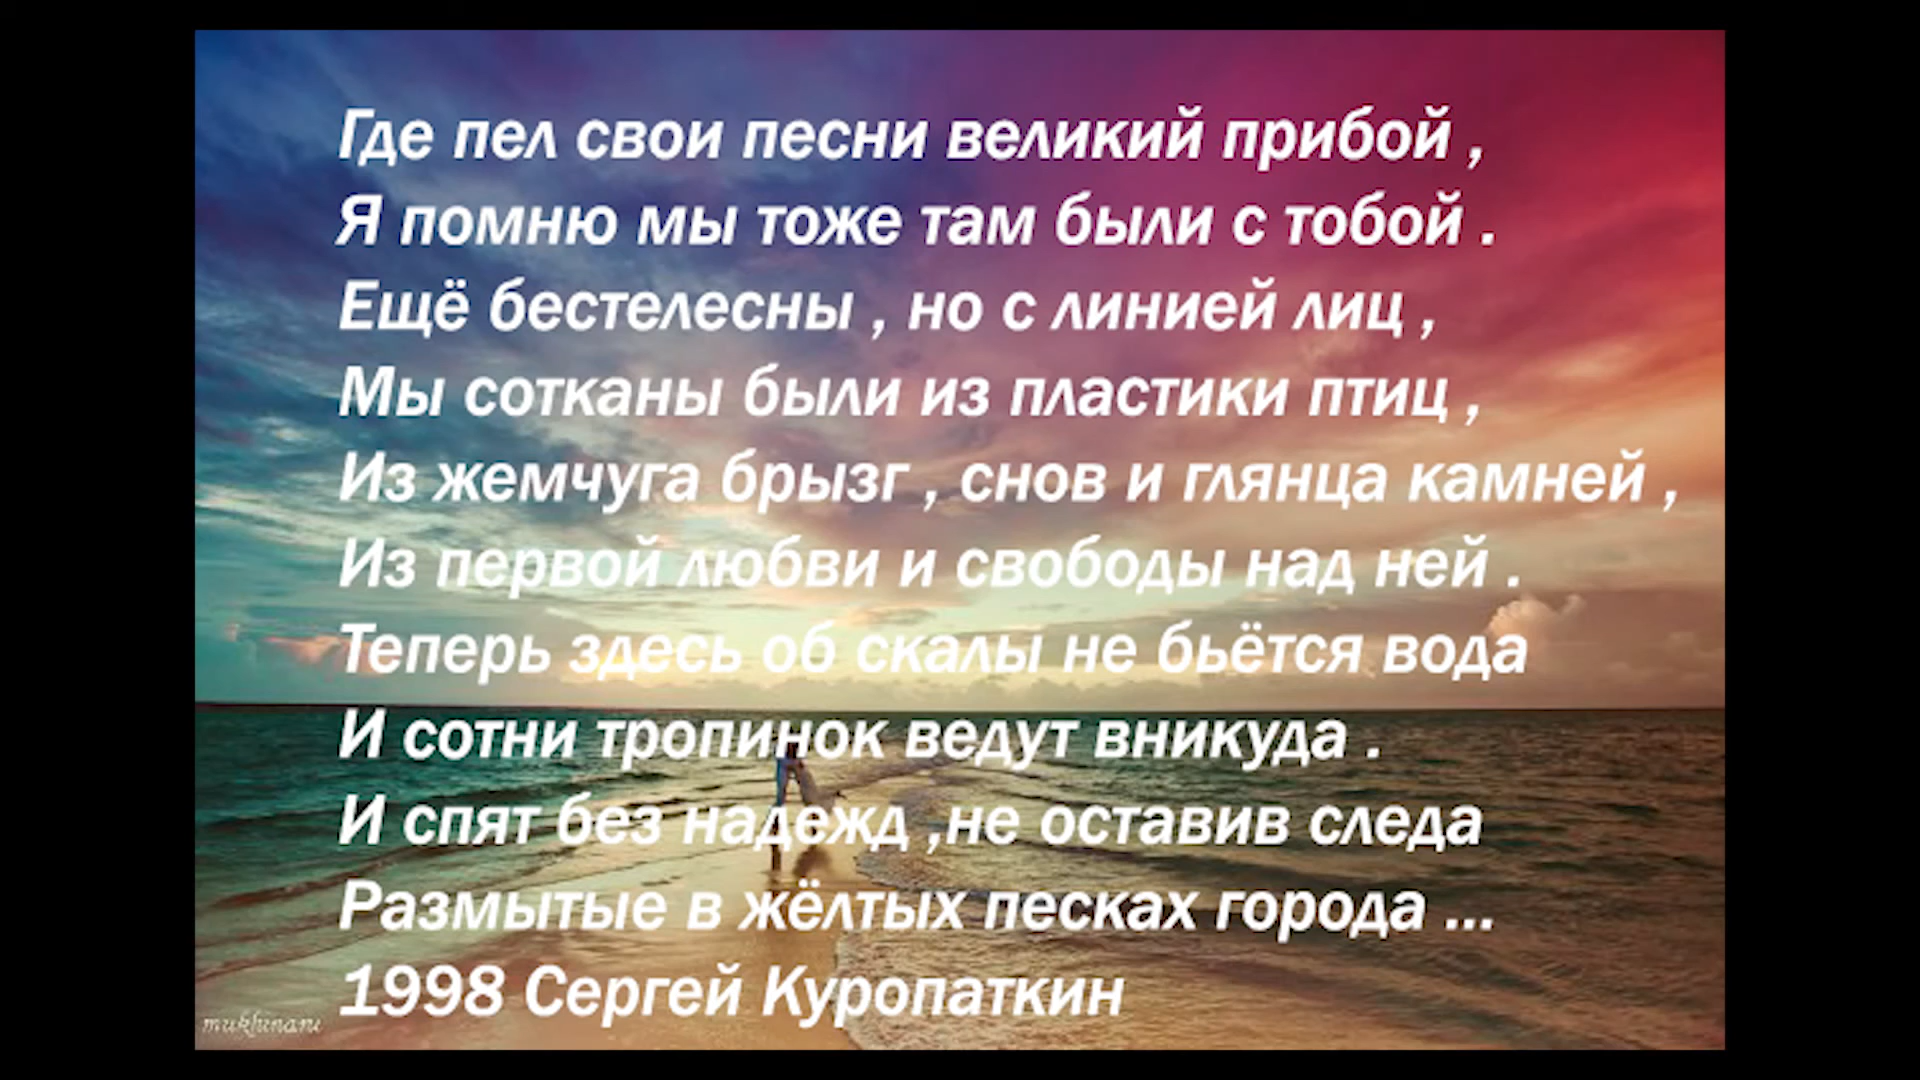 Где пел свои песни великий прибой ,
Я помню мы тоже там были с тобой .
Ещё бестелесны , но с линией лиц ,
Мы сотканы были из пластики птиц ,
Из жемчуга брызг , снов и глянца камней ,
Из первой любви и свободы над ней .
Теперь здесь об скалы не бьётся вода
И сотни тропинок ведут вникуда .
И спят без надежд ,не оставив следа
Размытые в жёлтых песках города ...
1998 Сергей Куропаткин